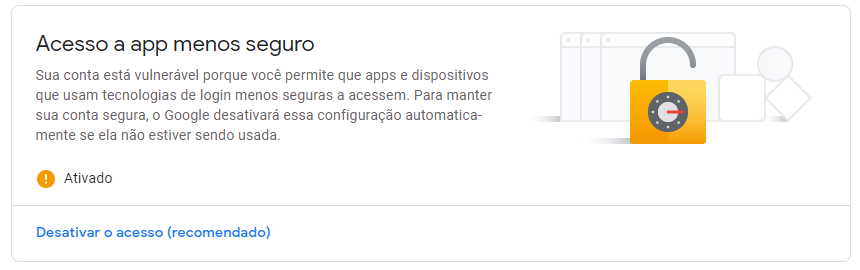 Acesso a app menos seguro
Sua conta está vulnerável porque você permite que apps e dispositivos
que usam tecnologias de login menos seguras a acessem. Para manter
sua conta segura, o Google desativará essa configuração automatica-
mente se ela não estiver sendo usada.
Ativado
Desativar o acesso (recomendado)